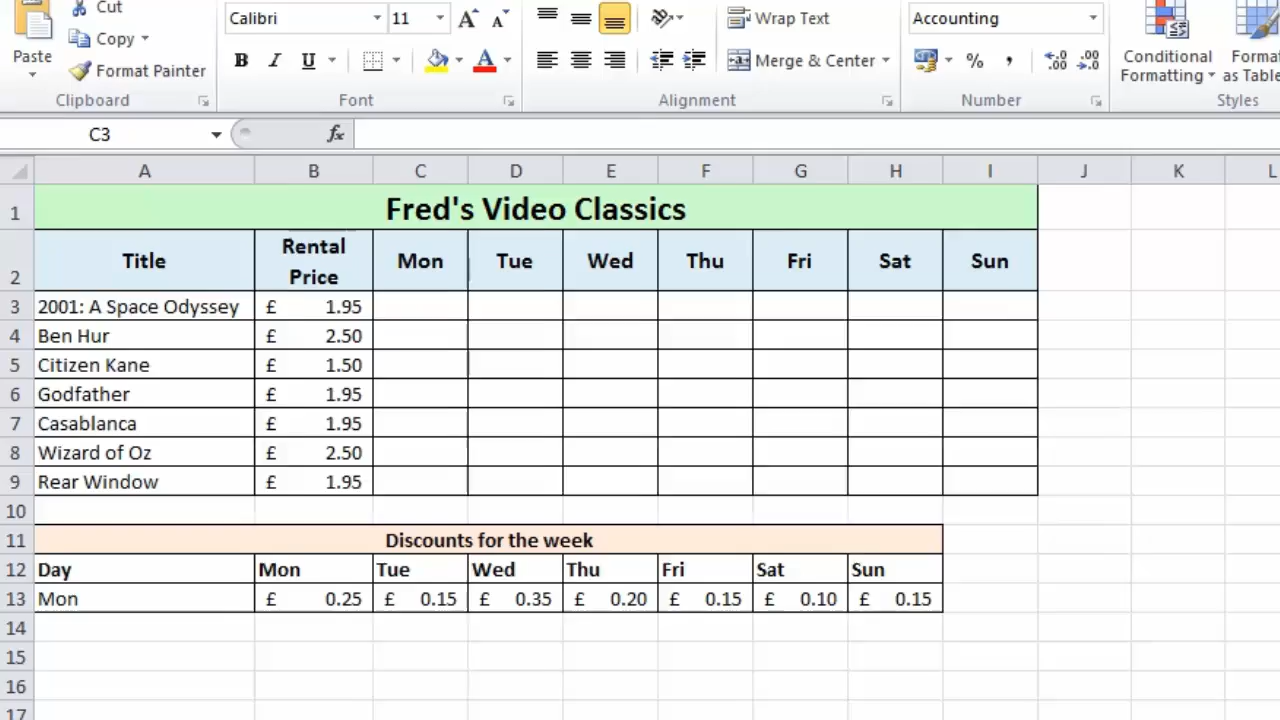 Cut
Calibri 11 A A
Wrap Text
Accounting
Copy
Paste
B I U A
Merge & Center
% ,
Conditional Formatting
Format Painter
as Table
Clipboard Font Alignment Number Styles
C3 fx
A B C D E F G H I J K L
1 Fred's Video Classics
2 Title Rental Price Mon Tue Wed Thu Fri Sat Sun
3 2001: A Space Odyssey £ 1.95
4 Ben Hur £ 2.50
5 Citizen Kane £ 1.50
6 Godfather £ 1.95
7 Casablanca £ 1.95
8 Wizard of Oz £ 2.50
9 Rear Window £ 1.95
10
11 Discounts for the week
12 Day Mon Tue Wed Thu Fri Sat Sun
13 Mon £ 0.25 £ 0.15 £ 0.35 £ 0.20 £ 0.15 £ 0.10 £ 0.15
14
15
16
17